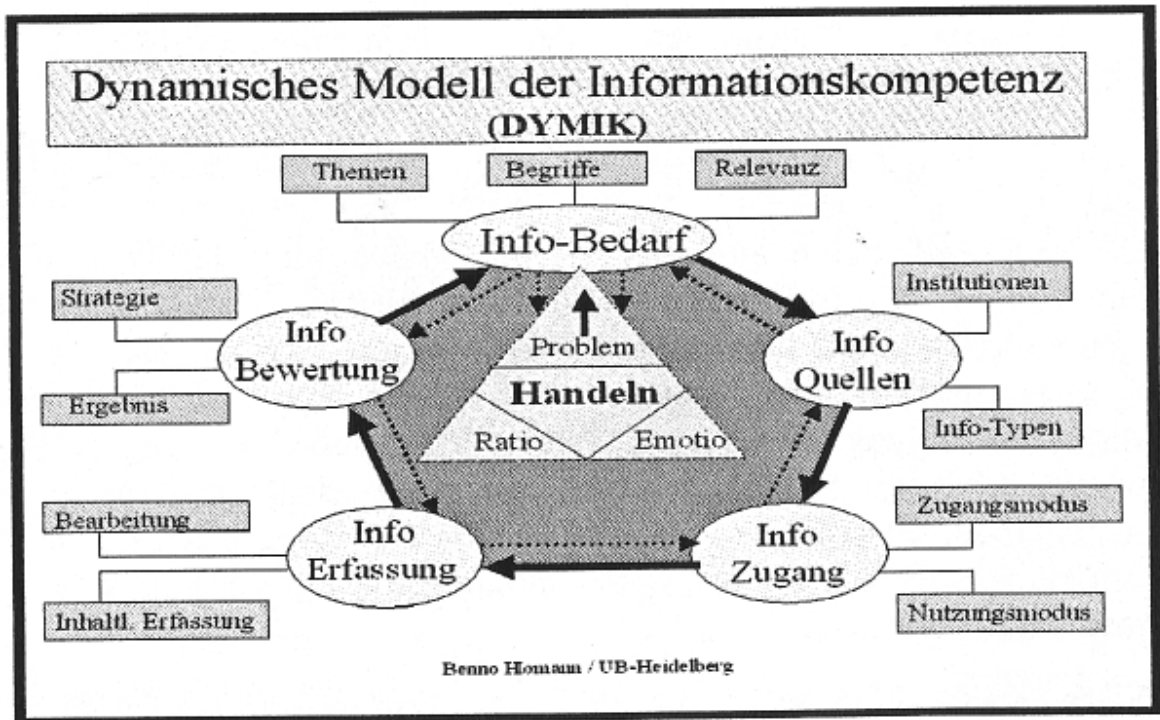 Dynamisches Modell der Informationskompetenz
(DYMIK)
Themen
Begriffe
Relevanz
Info-Bedarf
Strategie
Institutionen
Info
Bewertung
Problem
Info
Quellen
Handeln
Ergebnis
Ratio
Emotio
Info-Typen
Bearbeitung
Info
Erfassung
Info
Zugang
Zugangsmodus
Inhaltl. Erfassung
Nutzungsmodus
Benno Homann / UB-Heidelberg